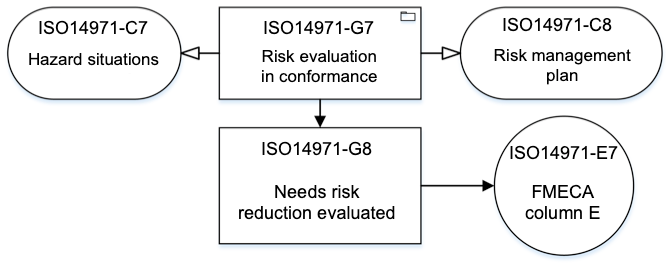 ISO14971-C7
Hazard situations
ISO14971-G7
Risk evaluation
in conformance
ISO14971-C8
Risk management
plan
ISO14971-G8
Needs risk
reduction evaluated
ISO14971-E7
FMECA
column E